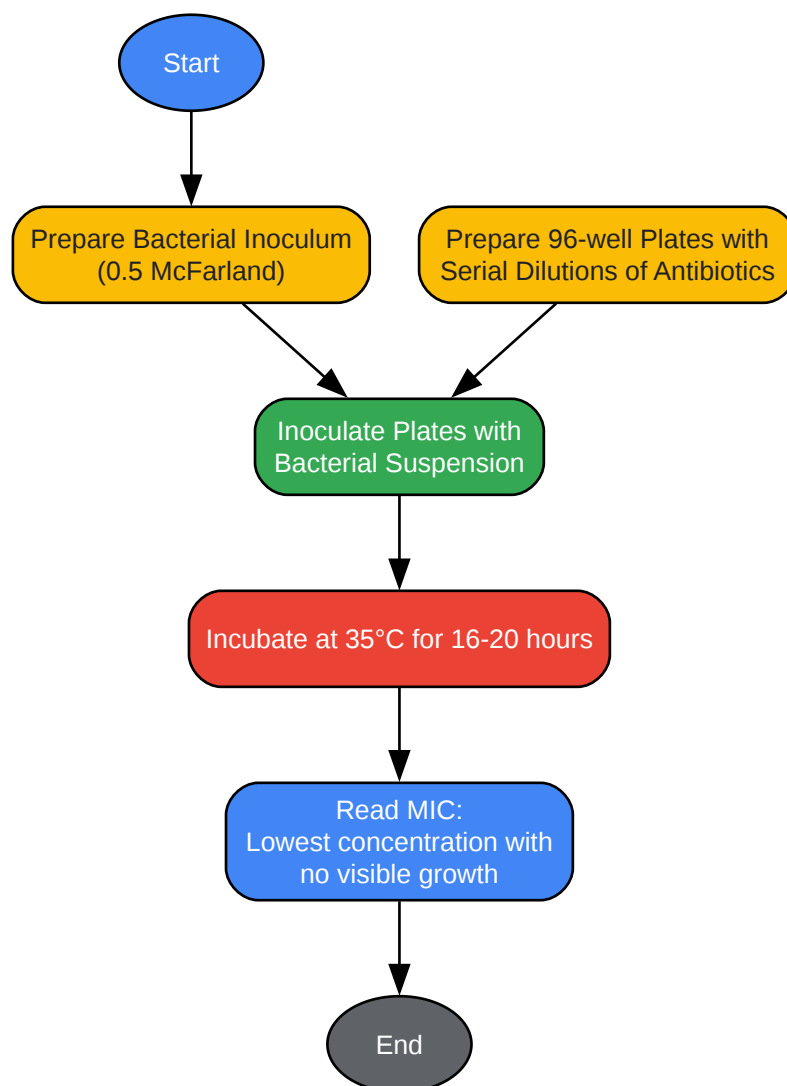 Start
Prepare Bacterial Inoculum
(0.5 McFarland)
Prepare 96-well Plates with
Serial Dilutions of Antibiotics
Inoculate Plates with
Bacterial Suspension
Incubate at 35°C for 16-20 hours
Read MIC:
Lowest concentration with
no visible growth
End